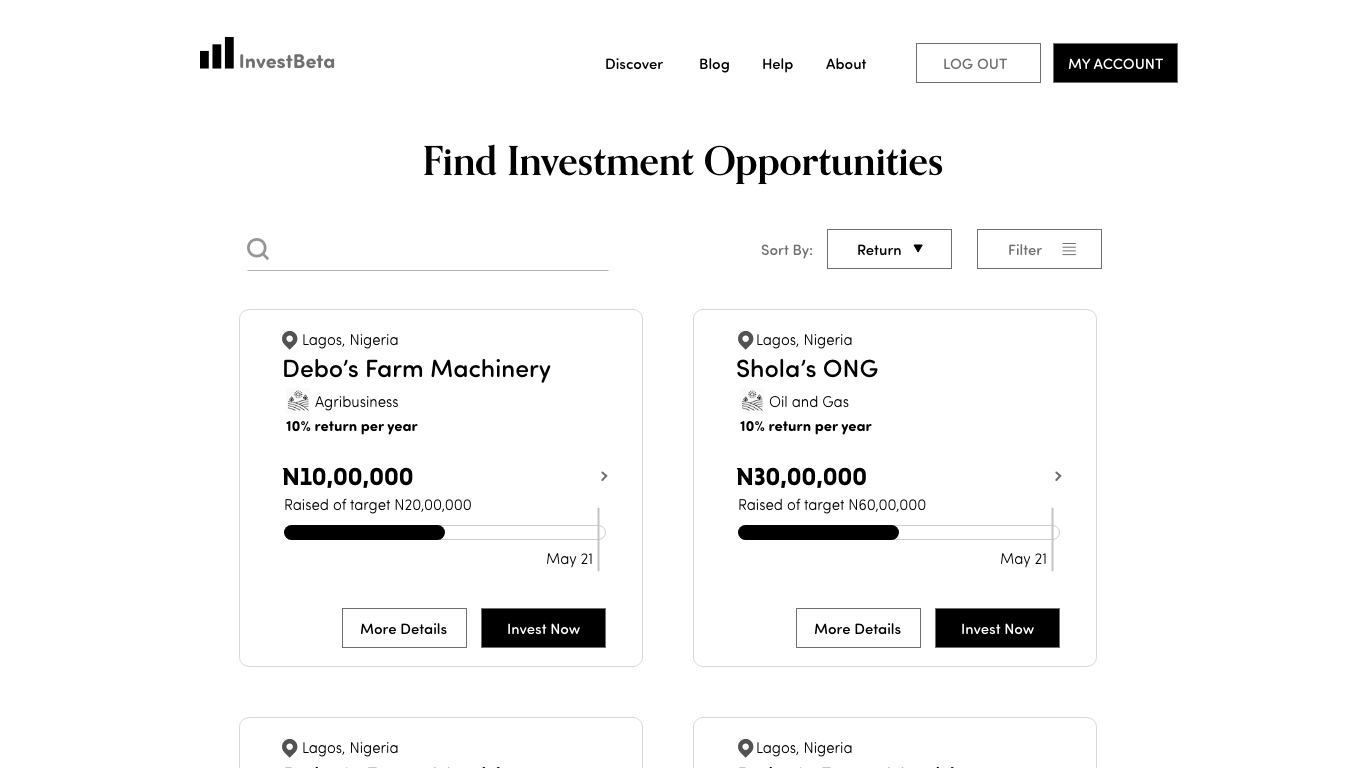 InvestBeta
Discover Blog Help About LOG OUT MY ACCOUNT
Find Investment Opportunities
Sort By: Return Filter
Lagos, Nigeria
Debo’s Farm Machinery
Agribusiness
10% return per year
N10,00,000
Raised of target N20,00,000
May 21
More Details Invest Now
Lagos, Nigeria
Shola’s ONG
Oil and Gas
10% return per year
N30,00,000
Raised of target N60,00,000
May 21
More Details Invest Now
Lagos, Nigeria
Lagos, Nigeria